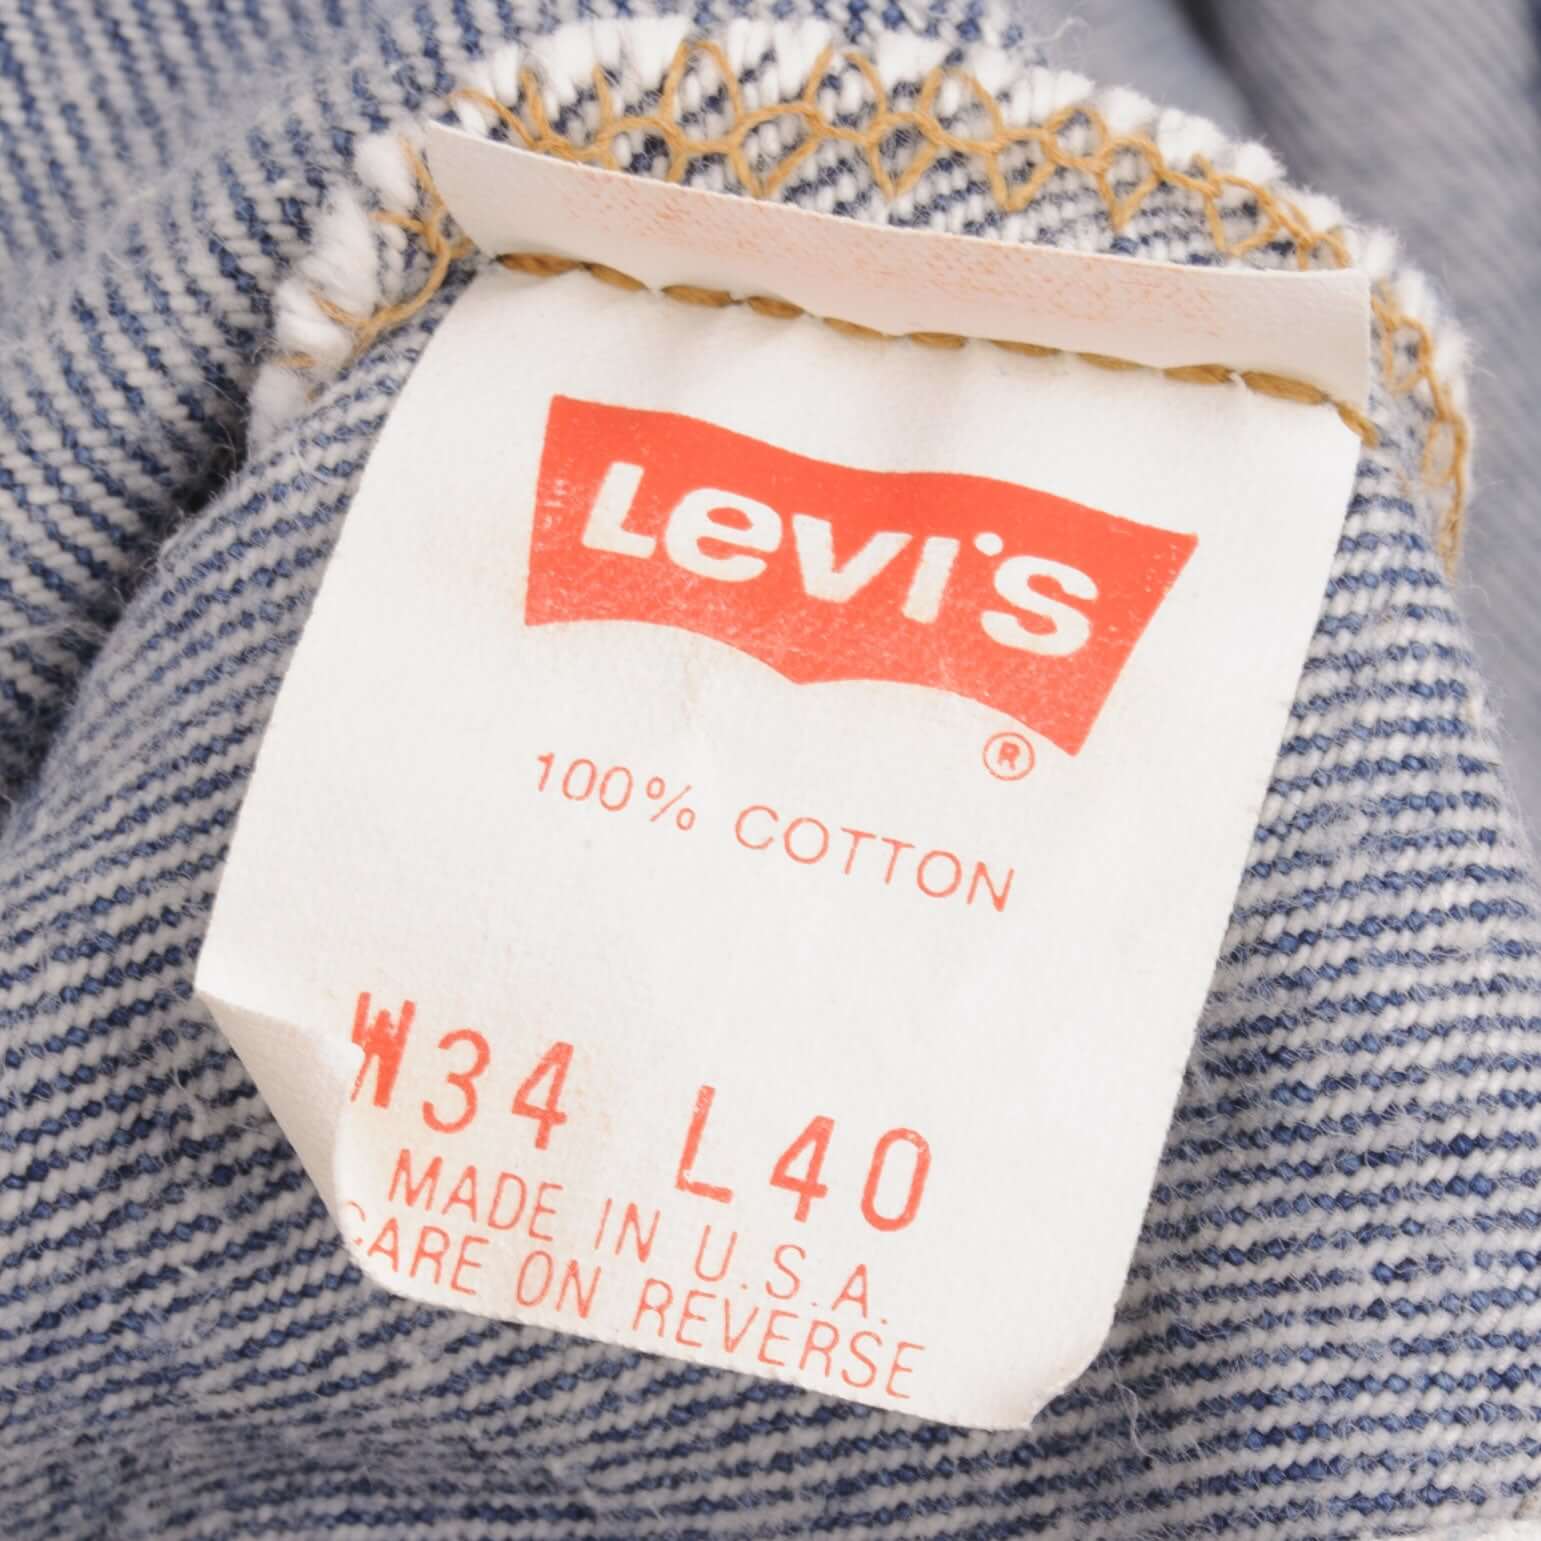 Levi's
®
100% COTTON
W34 L40
MADE IN U.S.A.
CARE ON REVERSE